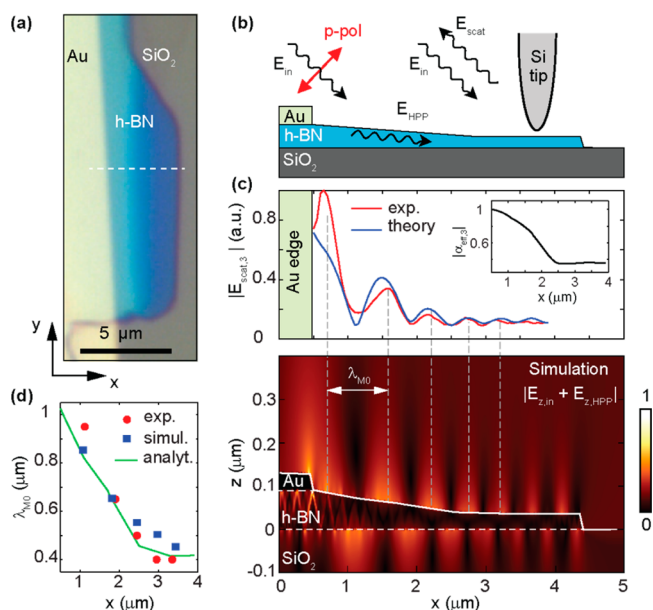 (a)
Au
SiO2
h-BN
5 μm
y
x
(b)
p-pol
Ein
Escat
Ein
Si
tip
Au
EHPP
h-BN
SiO2
(c)
0.8
0.4
0
|Escat,3| (a.u.)
Au edge
exp.
theory
1
0.6
|αeff,3|
1 2 3 4
x (μm)
λM0
Simulation
|Ez,in + Ez,HPP|
0.3
0.2
0.1
0
-0.1
z (μm)
Au
h-BN
SiO2
0.0 1 2 3 4 5
x (μm)
1
0
(d)
1
0.8
0.6
0.4
λM0 (μm)
exp.
simul.
analyt.
0 1 2 3 4
x (μm)